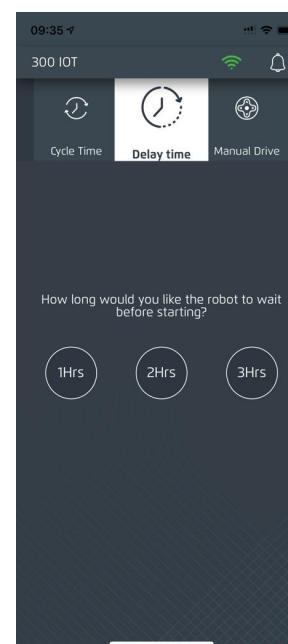 09:35
300 IOT
Cycle Time
Delay time
Manual Drive
How long would you like the robot to wait
before starting?
1Hrs
2Hrs
3Hrs